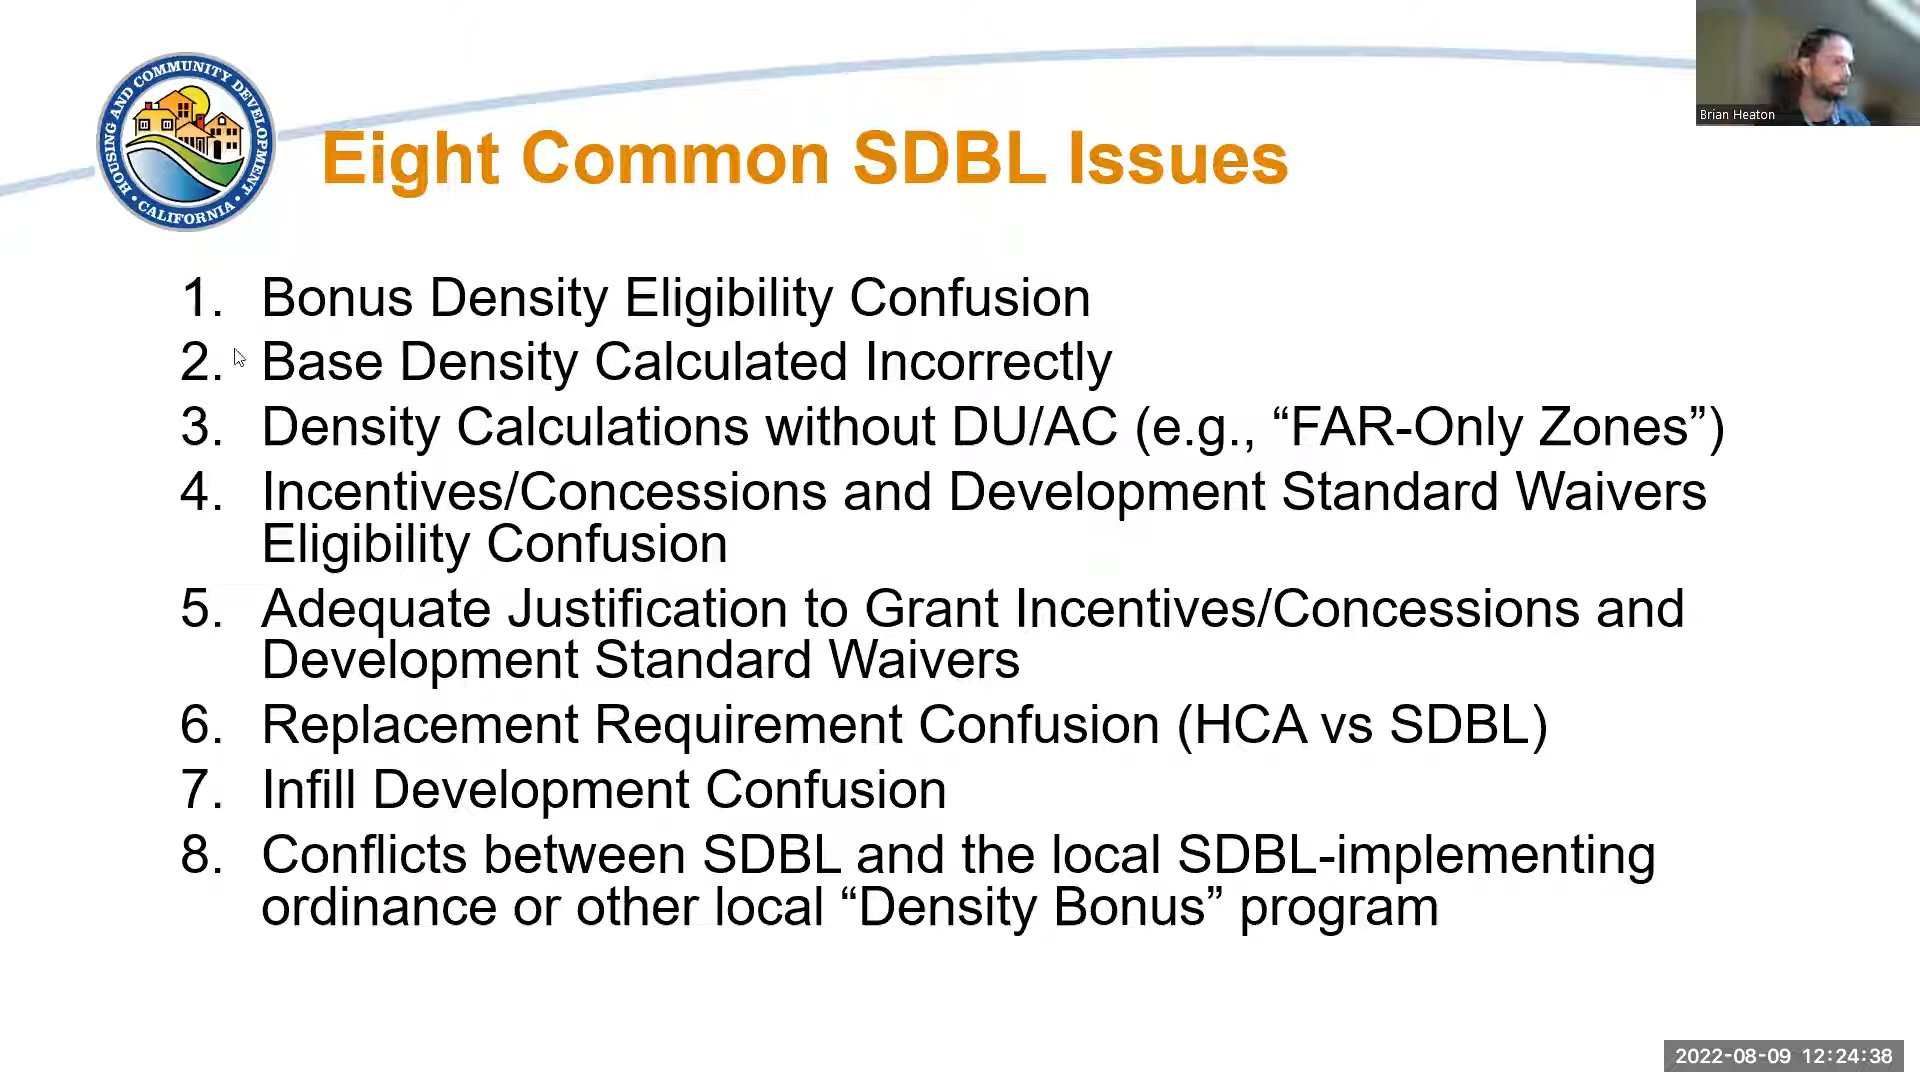 HOUSING AND COMMUNITY DEVELOPMENT
• CALIFORNIA •
Brian Heaton
Eight Common SDBL Issues
1. Bonus Density Eligibility Confusion
2. Base Density Calculated Incorrectly
3. Density Calculations without DU/AC (e.g., “FAR-Only Zones”)
4. Incentives/Concessions and Development Standard Waivers
Eligibility Confusion
5. Adequate Justification to Grant Incentives/Concessions and
Development Standard Waivers
6. Replacement Requirement Confusion (HCA vs SDBL)
7. Infill Development Confusion
8. Conflicts between SDBL and the local SDBL-implementing
ordinance or other local “Density Bonus” program
2022-08-09 12:24:38